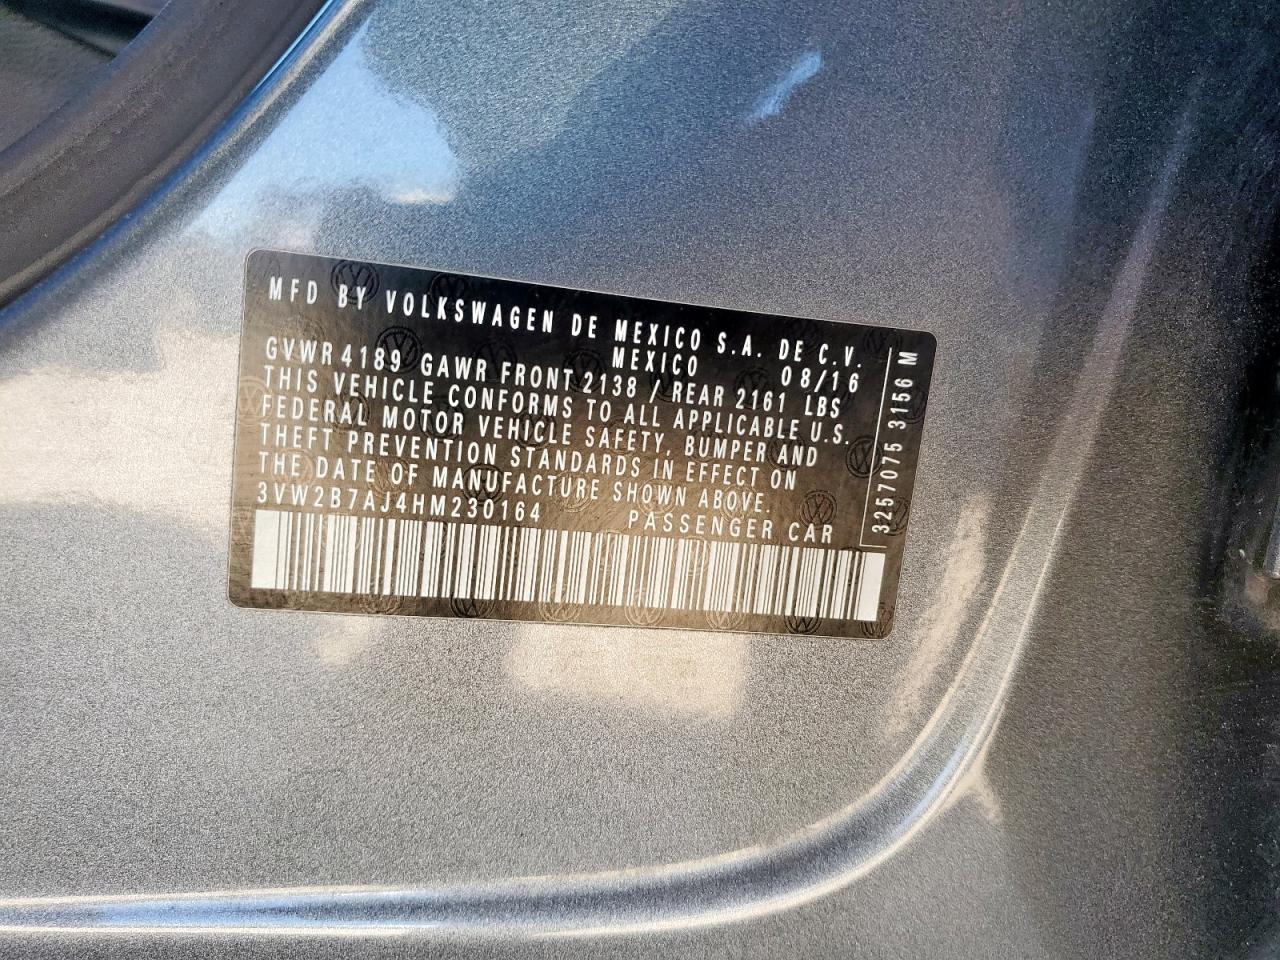 MFD BY VOLKSWAGEN DE MEXICO S.A. DE C.V.
MEXICO 08/16
GVWR 4189 GAWR FRONT 2138 / REAR 2161 LBS
THIS VEHICLE CONFORMS TO ALL APPLICABLE U.S.
FEDERAL MOTOR VEHICLE SAFETY, BUMPER AND
THEFT PREVENTION STANDARDS IN EFFECT ON
THE DATE OF MANUFACTURE SHOWN ABOVE.
3VW2B7AJ4HM230164 PASSENGER CAR
3257075 3156 M